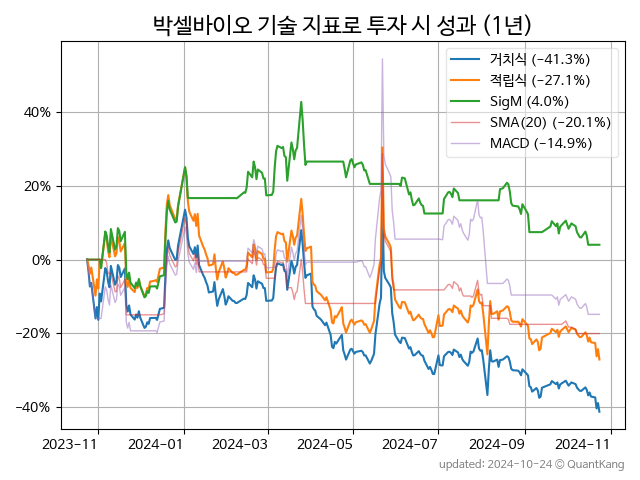 박셀바이오 기술 지표로 투자 시 성과 (1년)
거치식 (−41.3%)
적립식 (−27.1%)
SigM (4.0%)
SMA(20) (−20.1%)
MACD (−14.9%)
40%
20%
0%
−20%
−40%
2023-11 2024-01 2024-03 2024-05 2024-07 2024-09 2024-11
updated: 2024-10-24 © QuantKang